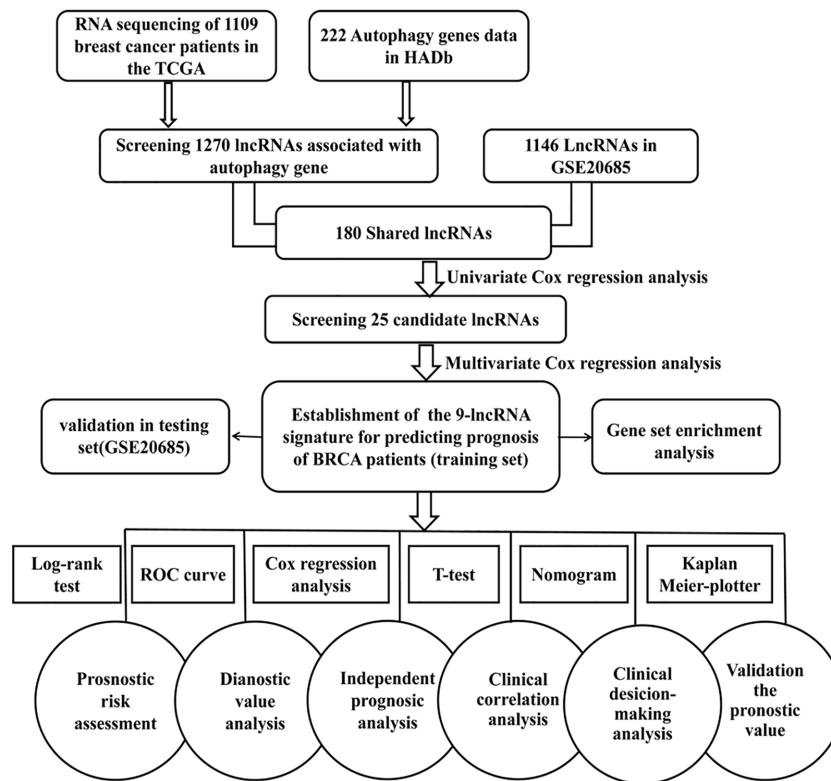 RNA sequencing of 1109
breast cancer patients in
the TCGA
222 Autophagy genes data
in HADb
Screening 1270 lncRNAs associated with
autophagy gene
1146 LncRNAs in
GSE20685
180 Shared lncRNAs
Univariate Cox regression analysis
Screening 25 candidate lncRNAs
Multivariate Cox regression analysis
validation in testing
set(GSE20685)
Establishment of the 9-lncRNA
signature for predicting prognosis
of BRCA patients (training set)
Gene set enrichment
analysis
Log-rank
test
ROC curve
Cox regression
analysis
T-test
Nomogram
Kaplan
Meier-plotter
Prosnostic
risk
assessment
Dianostic
value
analysis
Independent
prognosic
analysis
Clinical
correlation
analysis
Clinical
desicion-
making
analysis
Validation
the
pronostic
value